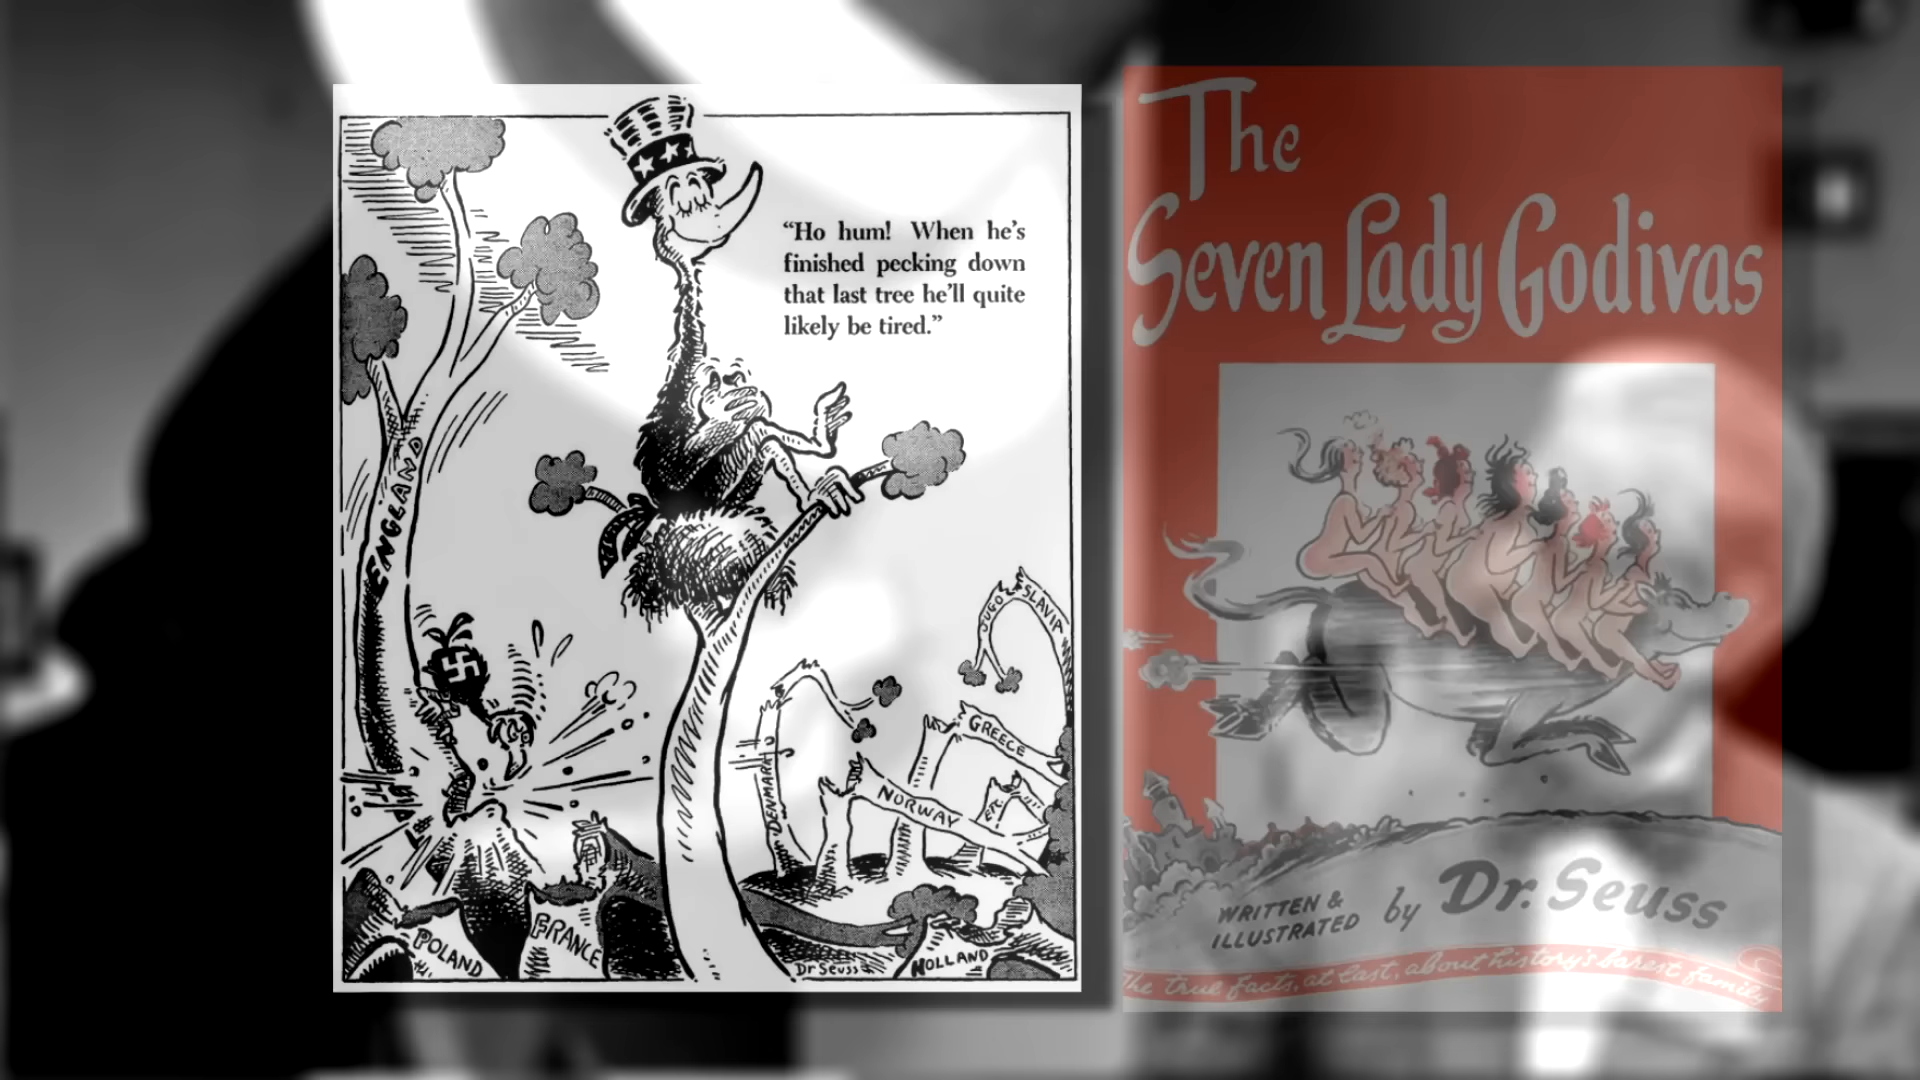 "Ho hum! When he's
finished pecking down
that last tree he'll quite
likely be tired."
ENGLAND
JUGO SLAVIA
GREECE
DENMARK
NORWAY
ETC.
POLAND
FRANCE
HOLLAND
Dr Seuss
The
Seven Lady Godivas
WRITTEN &
ILLUSTRATED by Dr. Seuss
The true facts, at last, about history's barest family